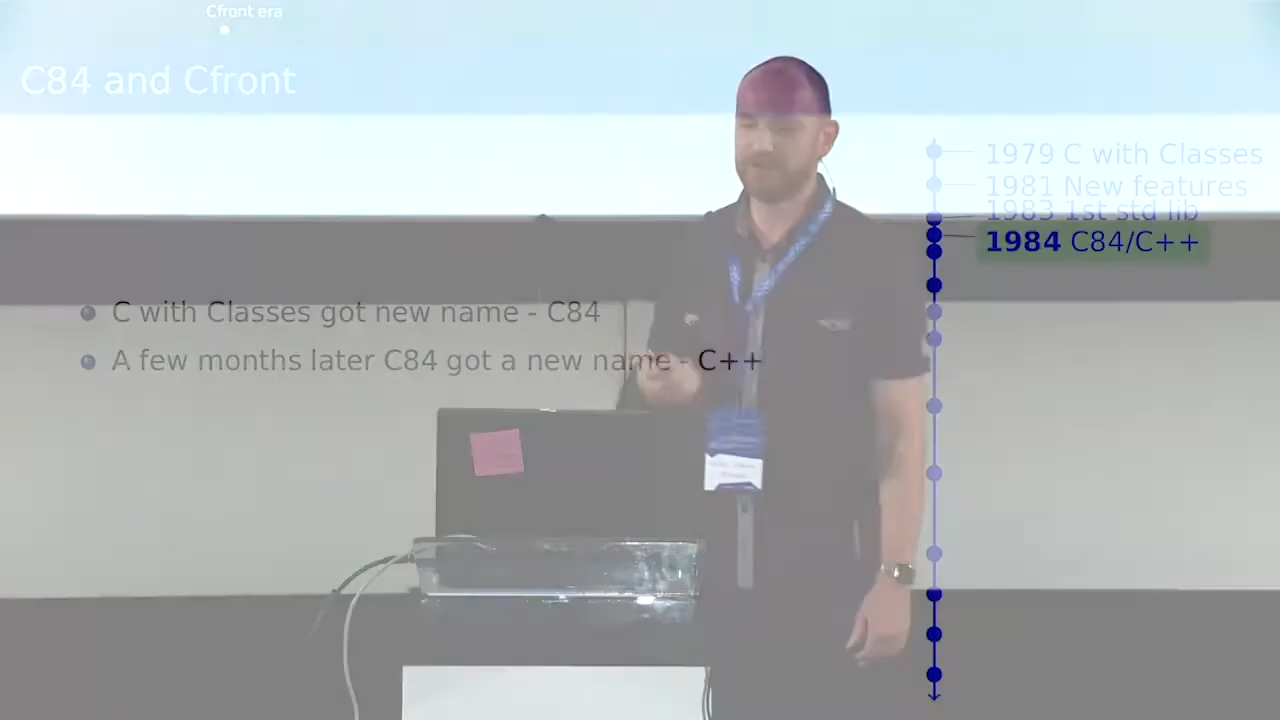 Cfront era
C84 and Cfront
1979 C with Classes
1981 New features
1983 1st std lib
1984 C84/C++
C with Classes got new name - C84
A few months later C84 got a new name - C++